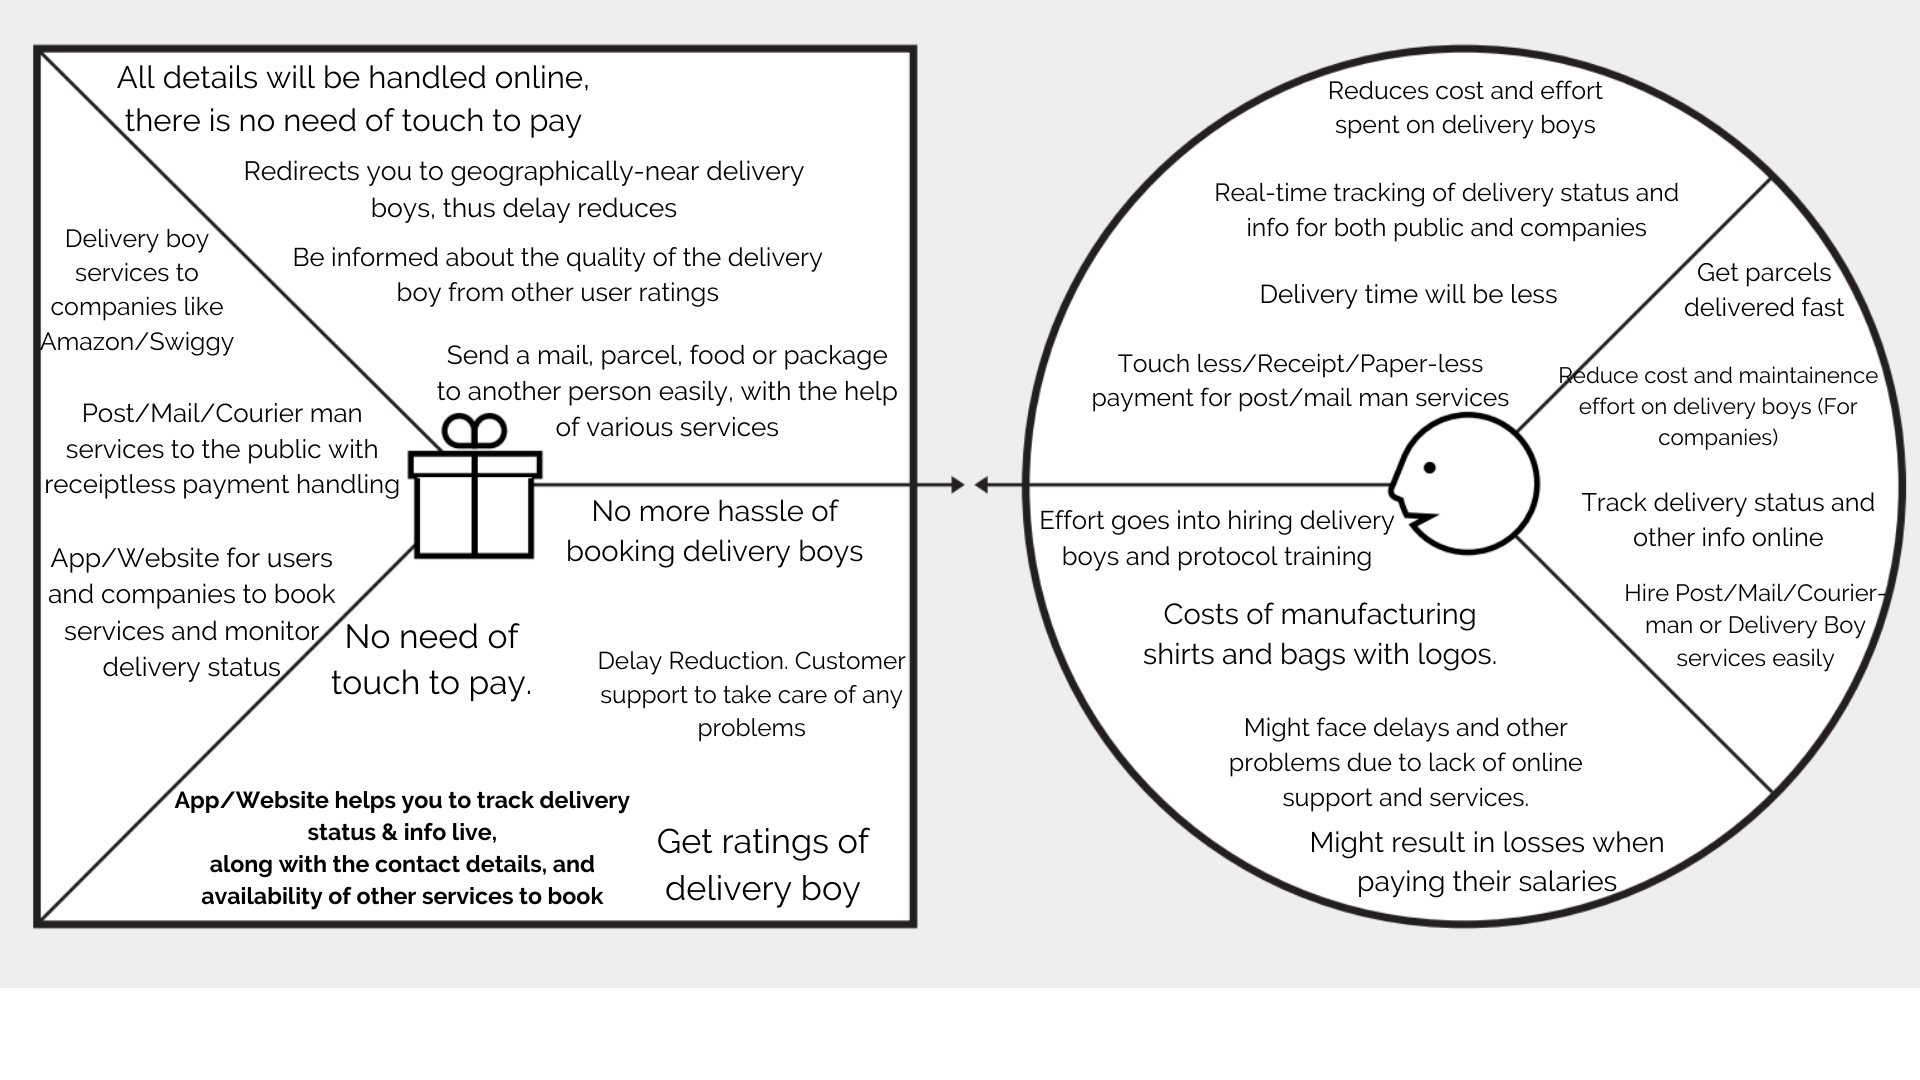 All details will be handled online,
there is no need of touch to pay
Redirects you to geographically-near delivery
boys, thus delay reduces
Be informed about the quality of the delivery
boy from other user ratings
Send a mail, parcel, food or package
to another person easily, with the help
of various services
Delivery boy
services to
companies like
Amazon/Swiggy
Post/Mail/Courier man
services to the public with
receiptless payment handling
App/Website for users
and companies to book
services and monitor
delivery status
No more hassle of
booking delivery boys
No need of
touch to pay.
Delay Reduction. Customer
support to take care of any
problems
App/Website helps you to track delivery
status & info live,
along with the contact details, and
availability of other services to book
Get ratings of
delivery boy
Reduces cost and effort
spent on delivery boys
Real-time tracking of delivery status and
info for both public and companies
Delivery time will be less
Touch less/Receipt/Paper-less
payment for post/mail man services
Get parcels
delivered fast
Reduce cost and maintainence
effort on delivery boys (For
companies)
Track delivery status and
other info online
Hire Post/Mail/Courier-
man or Delivery Boy
services easily
Effort goes into hiring delivery
boys and protocol training
Costs of manufacturing
shirts and bags with logos.
Might face delays and other
problems due to lack of online
support and services.
Might result in losses when
paying their salaries